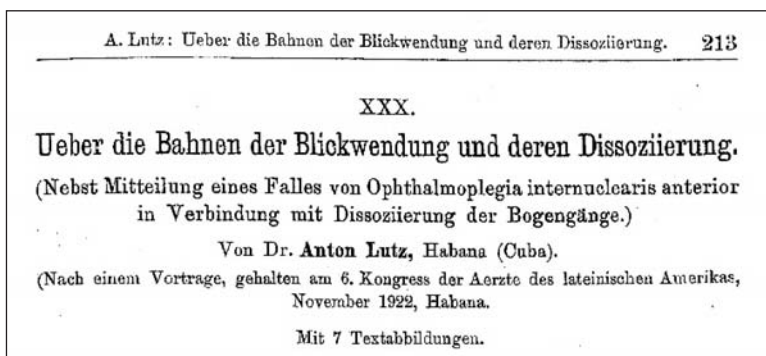 A. Lutz: Ueber die Bahnen der Blickwendung und deren Dissoziierung. 213
XXX.
Ueber die Bahnen der Blickwendung und deren Dissoziierung.
(Nebst Mitteilung eines Falles von Ophthalmoplegia internuclearis anterior
in Verbindung mit Dissoziierung der Bogengänge.)
Von Dr. Anton Lutz, Habana (Cuba).
(Nach einem Vortrage, gehalten am 6. Kongress der Aerzte des lateinischen Amerikas,
November 1922, Habana.
Mit 7 Textabbildungen.